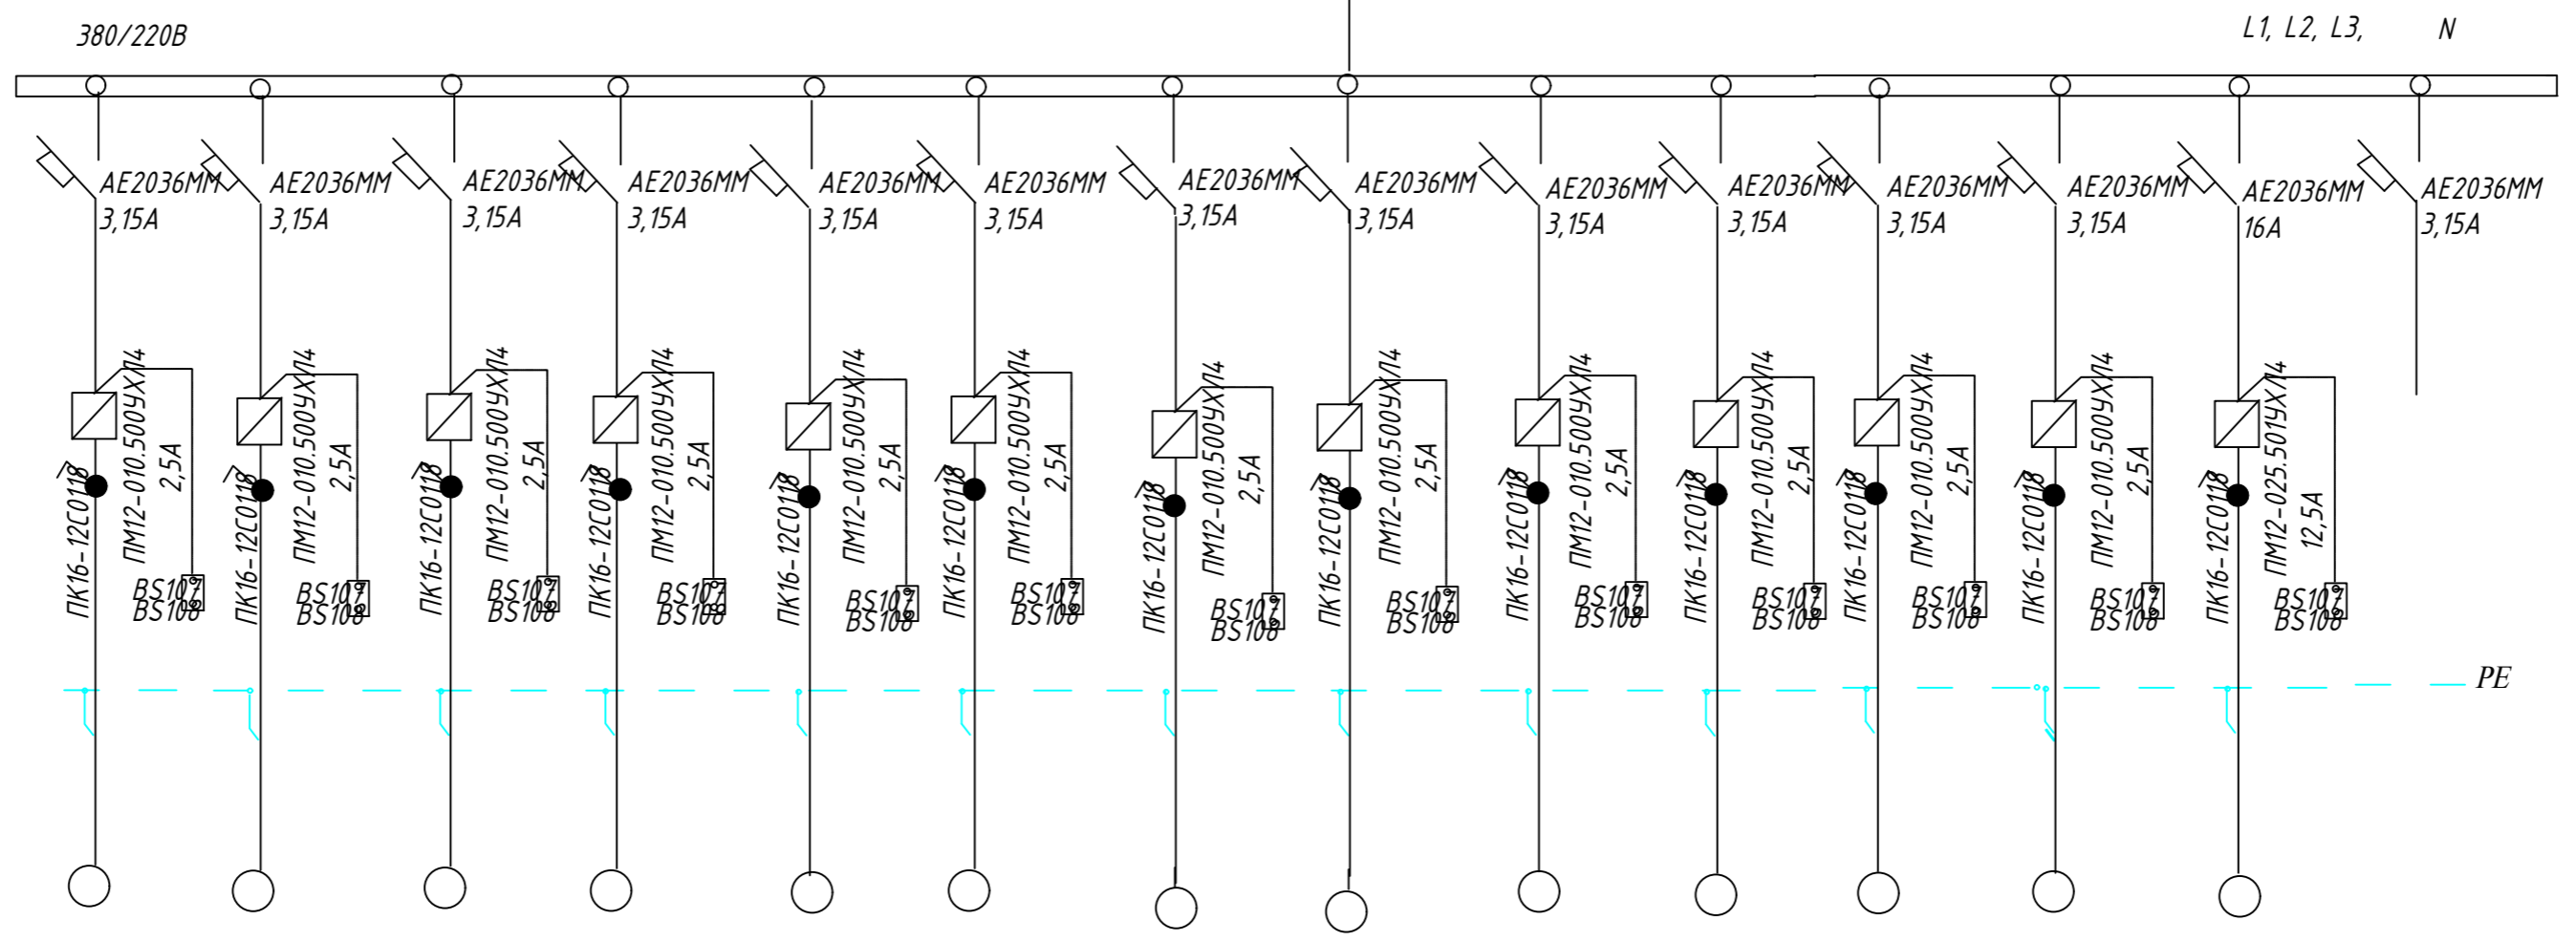 380/220В
L1, L2, L3, N
АЕ2036ММ
3,15А
АЕ2036ММ
3,15А
АЕ2036ММ
3,15А
АЕ2036ММ
3,15А
АЕ2036ММ
3,15А
АЕ2036ММ
3,15А
АЕ2036ММ
3,15А
АЕ2036ММ
3,15А
АЕ2036ММ
3,15А
АЕ2036ММ
3,15А
АЕ2036ММ
3,15А
АЕ2036ММ
3,15А
АЕ2036ММ
16А
АЕ2036ММ
3,15А
ПК16-12С0118
ПМ12-010.500УХЛ4
2,5А
BS107
BS108
ПК16-12С0118
ПМ12-010.500УХЛ4
2,5А
BS107
BS108
ПК16-12С0118
ПМ12-010.500УХЛ4
2,5А
BS107
BS108
ПК16-12С0118
ПМ12-010.500УХЛ4
2,5А
BS107
BS108
ПК16-12С0118
ПМ12-010.500УХЛ4
2,5А
BS107
BS108
ПК16-12С0118
ПМ12-010.500УХЛ4
2,5А
BS107
BS108
ПК16-12С0118
ПМ12-010.500УХЛ4
2,5А
BS107
BS108
ПК16-12С0118
ПМ12-010.500УХЛ4
2,5А
BS107
BS108
ПК16-12С0118
ПМ12-010.500УХЛ4
2,5А
BS107
BS108
ПК16-12С0118
ПМ12-010.500УХЛ4
2,5А
BS107
BS108
ПК16-12С0118
ПМ12-010.500УХЛ4
2,5А
BS107
BS108
ПК16-12С0118
ПМ12-010.500УХЛ4
2,5А
BS107
BS108
ПК16-12С0118
ПМ12-025.501УХЛ4
12,5А
BS107
BS108
PE